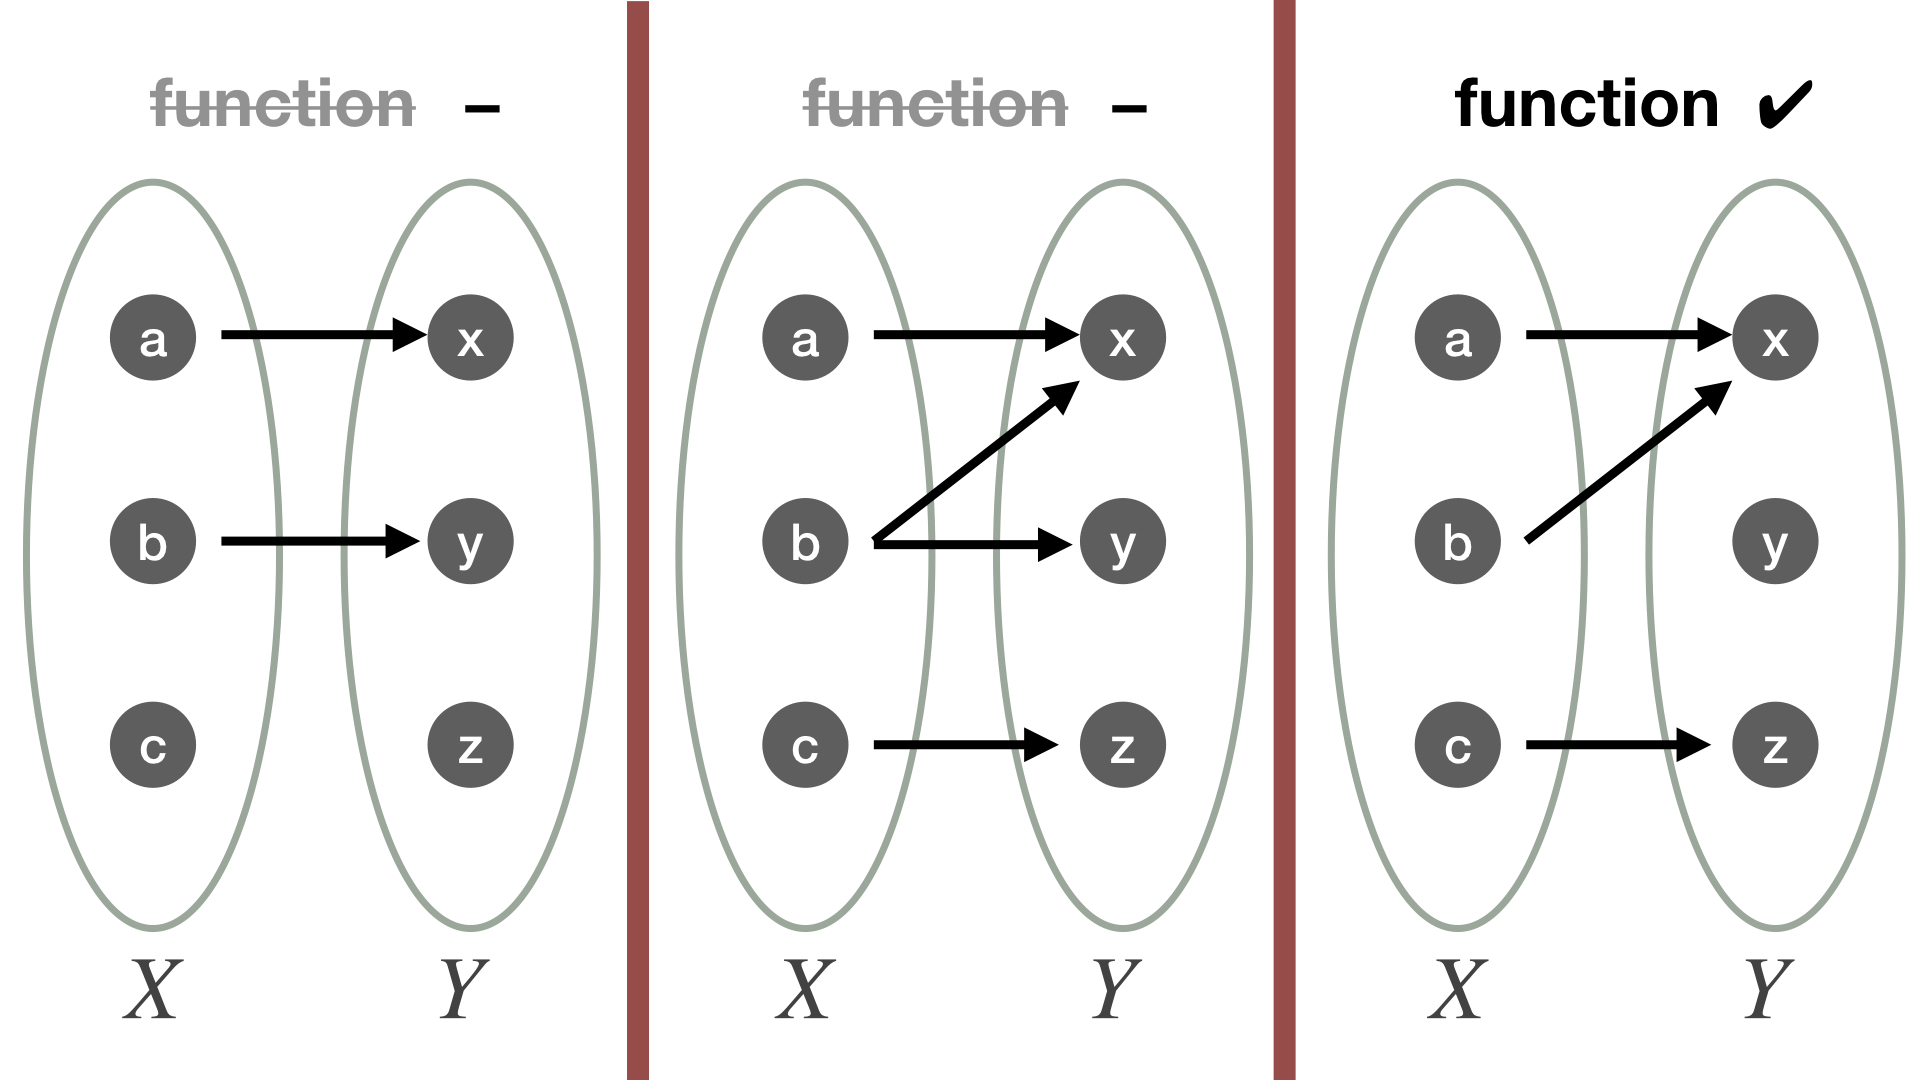 function –
a x
b y
c z
X Y
function –
a x
b y
c z
X Y
function ✔
a x
b y
c z
X Y